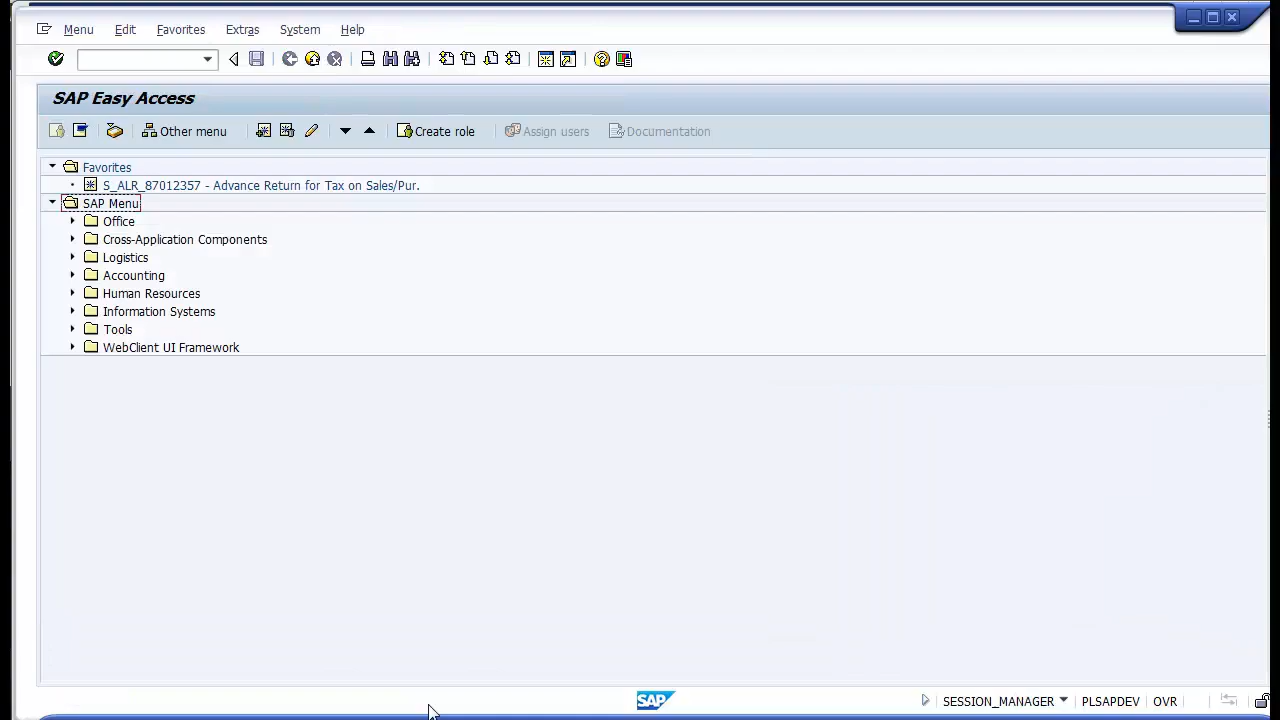 Menu Edit Favorites Extras System Help
SAP Easy Access
Other menu Create role Assign users Documentation
Favorites
S_ALR_87012357 - Advance Return for Tax on Sales/Pur.
SAP Menu
Office
Cross-Application Components
Logistics
Accounting
Human Resources
Information Systems
Tools
WebClient UI Framework
SAP SESSION_MANAGER PLSAPDEV OVR